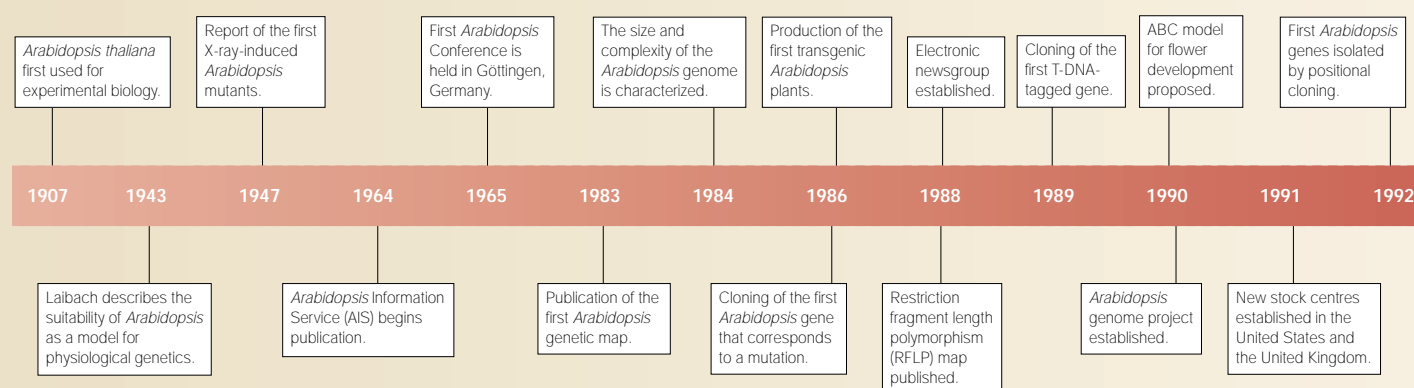 Arabidopsis thaliana
first used for
experimental biology.
Report of the first
X-ray-induced
Arabidopsis
mutants.
First Arabidopsis
Conference is
held in Göttingen,
Germany.
The size and
complexity of the
Arabidopsis genome
is characterized.
Production of the
first transgenic
Arabidopsis
plants.
Electronic
newsgroup
established.
Cloning of the
first T-DNA-
tagged gene.
ABC model
for flower
development
proposed.
First Arabidopsis
genes isolated
by positional
cloning.
1907 1943 1947 1964 1965 1983 1984 1986 1988 1989 1990 1991 1992
Laibach describes the
suitability of Arabidopsis
as a model for
physiological genetics.
Arabidopsis Information
Service (AIS) begins
publication.
Publication of the
first Arabidopsis
genetic map.
Cloning of the first
Arabidopsis gene
that corresponds
to a mutation.
Restriction
fragment length
polymorphism
(RFLP) map
published.
Arabidopsis
genome project
established.
New stock centres
established in the
United States and
the United Kingdom.